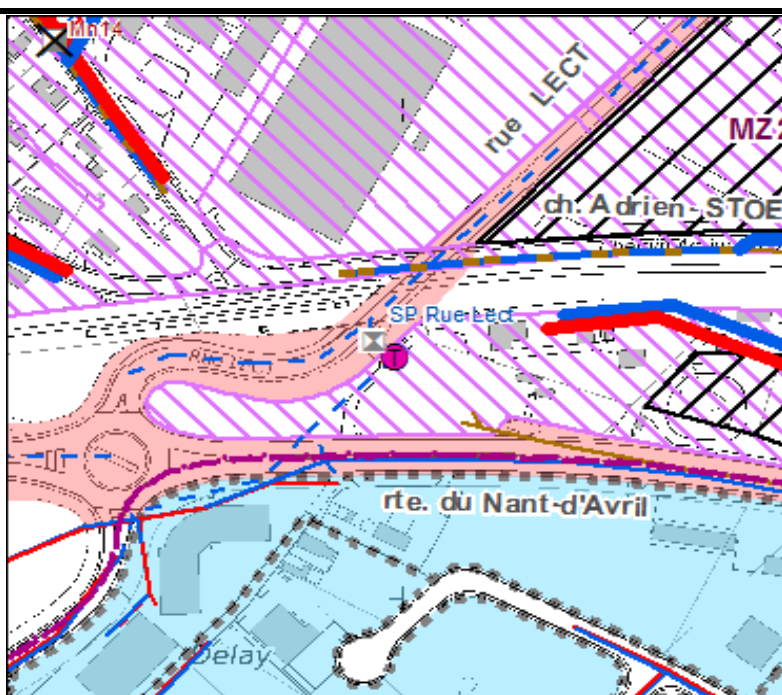 Mn14
rue LECT
MZ2
ch. Adrien-STOE
SP Rue Lect
T
rte. du Nant-d'Avril
Delay